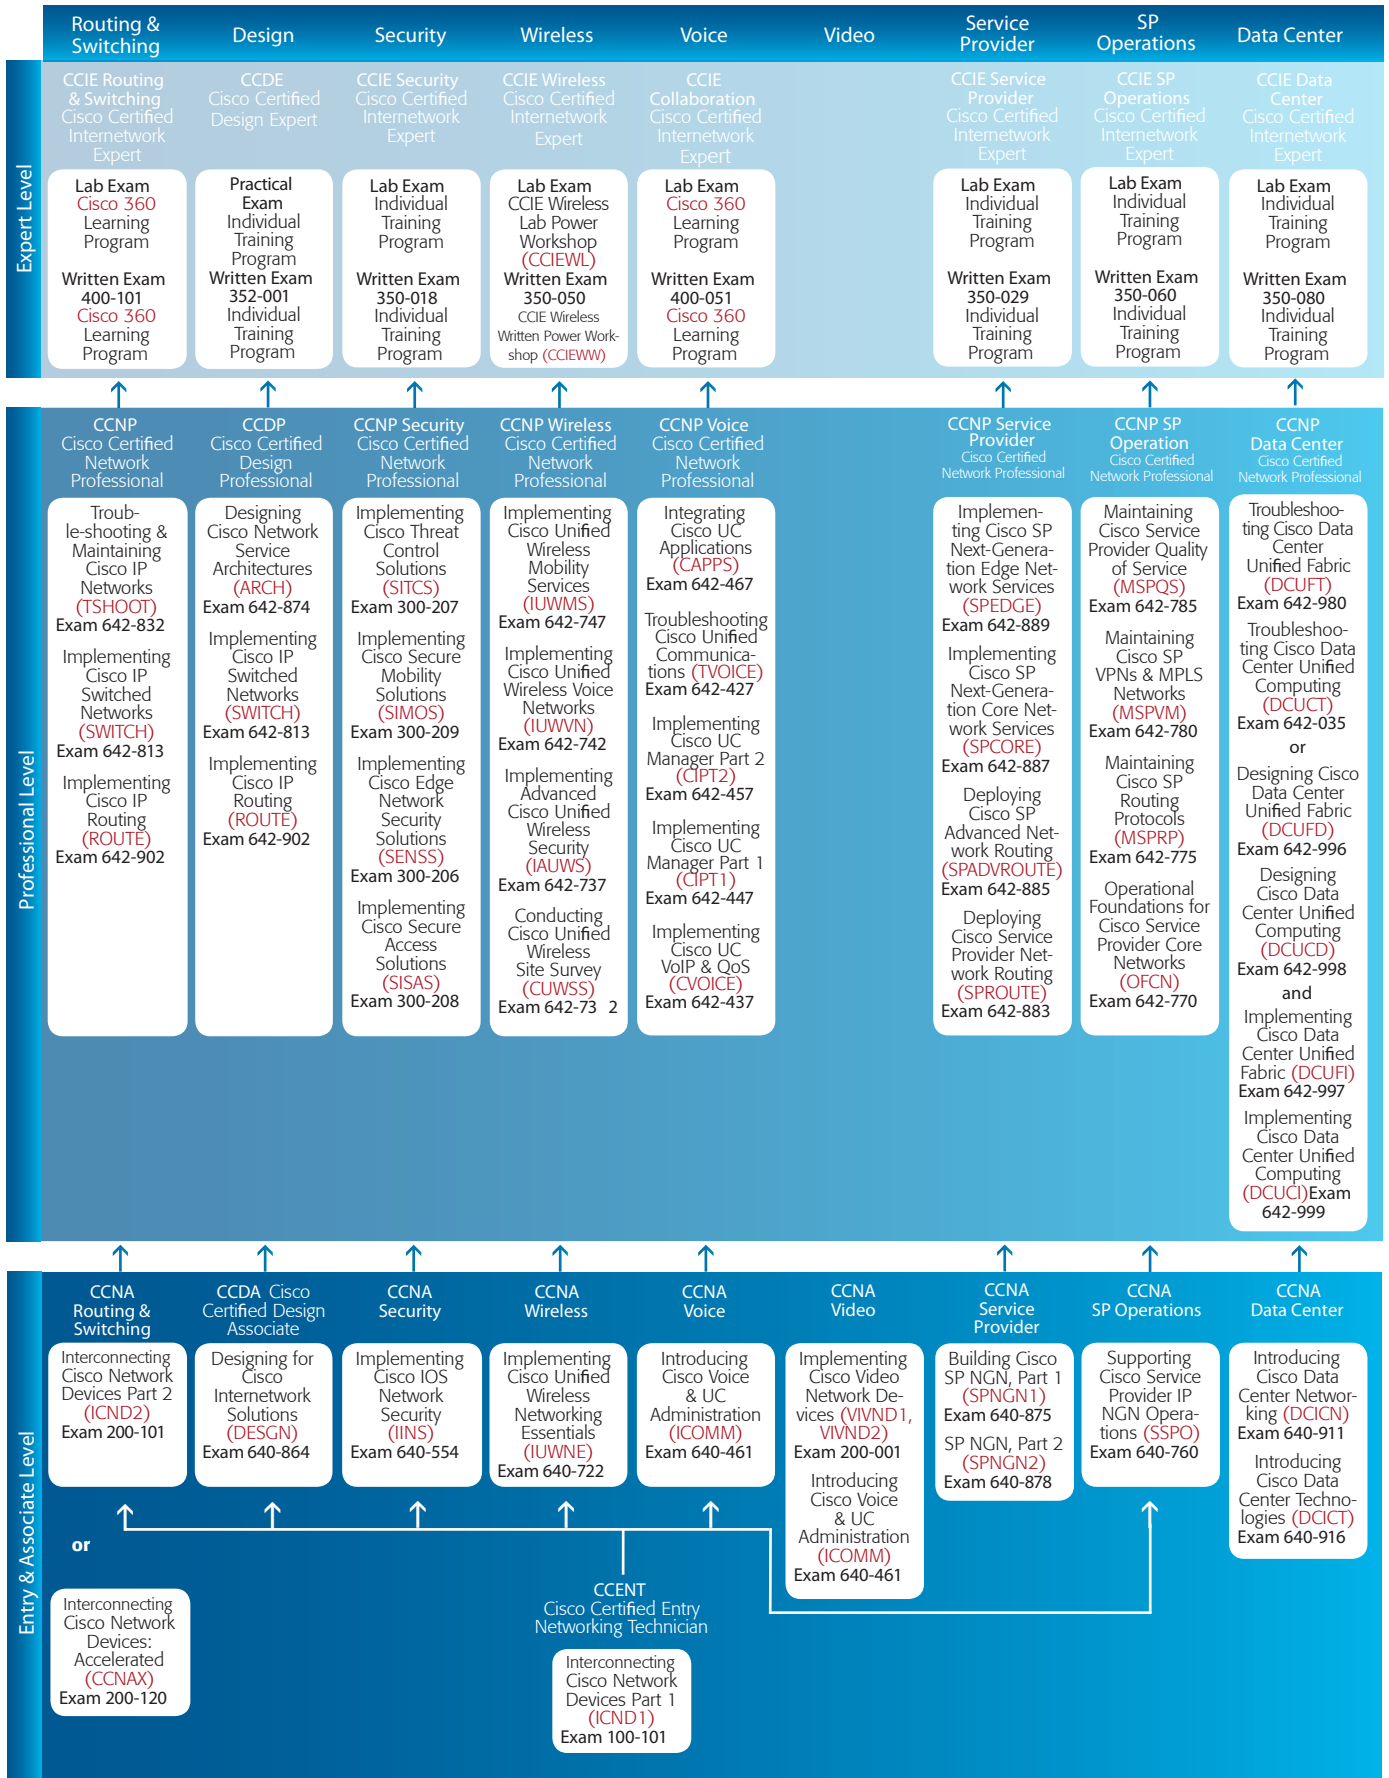 Routing &
Switching
Design
Security
Wireless
Voice
Video
Service
Provider
SP
Operations
Data Center
Expert Level
CCIE Routing
& Switching
Cisco Certified
Internetwork
Expert
Lab Exam
Cisco 360
Learning
Program
Written Exam
400-101
Cisco 360
Learning
Program
CCDE
Cisco Certified
Design Expert
Practical
Exam
Individual
Training
Program
Written Exam
352-001
Individual
Training
Program
CCIE Security
Cisco Certified
Internetwork
Expert
Lab Exam
Individual
Training
Program
Written Exam
350-018
Individual
Training
Program
CCIE Wireless
Cisco Certified
Internetwork
Expert
Lab Exam
CCIE Wireless
Lab Power
Workshop
(CCIEWL)
Written Exam
350-050
CCIE Wireless
Written Power Work-
shop (CCIEWW)
CCIE
Collaboration
Cisco Certified
Internetwork
Expert
Lab Exam
Cisco 360
Learning
Program
Written Exam
400-051
Cisco 360
Learning
Program
CCIE Service
Provider
Cisco Certified
Internetwork
Expert
Lab Exam
Individual
Training
Program
Written Exam
350-029
Individual
Training
Program
CCIE SP
Operations
Cisco Certified
Internetwork
Expert
Lab Exam
Individual
Training
Program
Written Exam
350-060
Individual
Training
Program
CCIE Data
Center
Cisco Certified
Internetwork
Expert
Lab Exam
Individual
Training
Program
Written Exam
350-080
Individual
Training
Program
Professional Level
CCNP
Cisco Certified
Network
Professional
Troub-
le-shooting &
Maintaining
Cisco IP
Networks
(TSHOOT)
Exam 642-832
Implementing
Cisco IP
Switched
Networks
(SWITCH)
Exam 642-813
Implementing
Cisco IP
Routing
(ROUTE)
Exam 642-902
CCDP
Cisco Certified
Design
Professional
Designing
Cisco Network
Service
Architectures
(ARCH)
Exam 642-874
Implementing
Cisco IP
Switched
Networks
(SWITCH)
Exam 642-813
Implementing
Cisco IP
Routing
(ROUTE)
Exam 642-902
CCNP Security
Cisco Certified
Network
Professional
Implementing
Cisco Threat
Control
Solutions
(SITCS)
Exam 300-207
Implementing
Cisco Secure
Mobility
Solutions
(SIMOS)
Exam 300-209
Implementing
Cisco Edge
Network
Security
Solutions
(SENSS)
Exam 300-206
Implementing
Cisco Secure
Access
Solutions
(SISAS)
Exam 300-208
CCNP Wireless
Cisco Certified
Network
Professional
Implementing
Cisco Unified
Wireless
Mobility
Services
(IUWMS)
Exam 642-747
Implementing
Cisco Unified
Wireless Voice
Networks
(IUWVN)
Exam 642-742
Implementing
Advanced
Cisco Unified
Wireless
Security
(IAUWS)
Exam 642-737
Conducting
Cisco Unified
Wireless
Site Survey
(CUWSS)
Exam 642-73 2
CCNP Voice
Cisco Certified
Network
Professional
Integrating
Cisco UC
Applications
(CAPPS)
Exam 642-467
Troubleshooting
Cisco Unified
Communica-
tions (TVOICE)
Exam 642-427
Implementing
Cisco UC
Manager Part 2
(CIPT2)
Exam 642-457
Implementing
Cisco UC
Manager Part 1
(CIPT1)
Exam 642-447
Implementing
Cisco UC
VoIP & QoS
(CVOICE)
Exam 642-437
CCNP Service
Provider
Cisco Certified
Network Professional
Implemen-
ting Cisco SP
Next-Genera-
tion Edge Net-
work Services
(SPEDGE)
Exam 642-889
Implementing
Cisco SP
Next-Genera-
tion Core Net-
work Services
(SPCORE)
Exam 642-887
Deploying
Cisco SP
Advanced Net-
work Routing
(SPADVROUTE)
Exam 642-885
Deploying
Cisco Service
Provider Net-
work Routing
(SPROUTE)
Exam 642-883
CCNP SP
Operation
Cisco Certified
Network Professional
Maintaining
Cisco Service
Provider Quality
of Service
(MSPQS)
Exam 642-785
Maintaining
Cisco SP
VPNs & MPLS
Networks
(MSPVM)
Exam 642-780
Maintaining
Cisco SP
Routing
Protocols
(MSPRP)
Exam 642-775
Operational
Foundations for
Cisco Service
Provider Core
Networks
(OFCN)
Exam 642-770
CCNP
Data Center
Cisco Certified
Network Professional
Troubleshoo-
ting Cisco Data
Center
Unified Fabric
(DCUFT)
Exam 642-980
Troubleshoo-
ting Cisco Data
Center Unified
Computing
(DCUCT)
Exam 642-035
or
Designing Cisco
Data Center
Unified Fabric
(DCUFD)
Exam 642-996
Designing
Cisco Data
Center Unified
Computing
(DCUCD)
Exam 642-998
and
Implementing
Cisco Data
Center Unified
Fabric (DCUFI)
Exam 642-997
Implementing
Cisco Data
Center Unified
Computing
(DCUCI)Exam
642-999
Entry & Associate Level
CCNA
Routing &
Switching
Interconnecting
Cisco Network
Devices Part 2
(ICND2)
Exam 200-101
or
Interconnecting
Cisco Network
Devices:
Accelerated
(CCNAX)
Exam 200-120
CCDA Cisco
Certified Design
Associate
Designing for
Cisco
Internetwork
Solutions
(DESGN)
Exam 640-864
CCNA
Security
Implementing
Cisco IOS
Network
Security
(IINS)
Exam 640-554
CCNA
Wireless
Implementing
Cisco Unified
Wireless
Networking
Essentials
(IUWNE)
Exam 640-722
CCNA
Voice
Introducing
Cisco Voice
& UC
Administration
(ICOMM)
Exam 640-461
CCNA
Video
Implementing
Cisco Video
Network De-
vices (VIVND1,
VIVND2)
Exam 200-001
Introducing
Cisco Voice
& UC
Administration
(ICOMM)
Exam 640-461
CCNA
Service
Provider
Building Cisco
SP NGN, Part 1
(SPNGN1)
Exam 640-875
SP NGN, Part 2
(SPNGN2)
Exam 640-878
CCNA
SP Operations
Supporting
Cisco Service
Provider IP
NGN Opera-
tions (SSPO)
Exam 640-760
CCNA
Data Center
Introducing
Cisco Data
Center Networ-
king (DCICN)
Exam 640-911
Introducing
Cisco Data
Center Techno-
logies (DCICT)
Exam 640-916
CCENT
Cisco Certified Entry
Networking Technician
Interconnecting
Cisco Network
Devices Part 1
(ICND1)
Exam 100-101